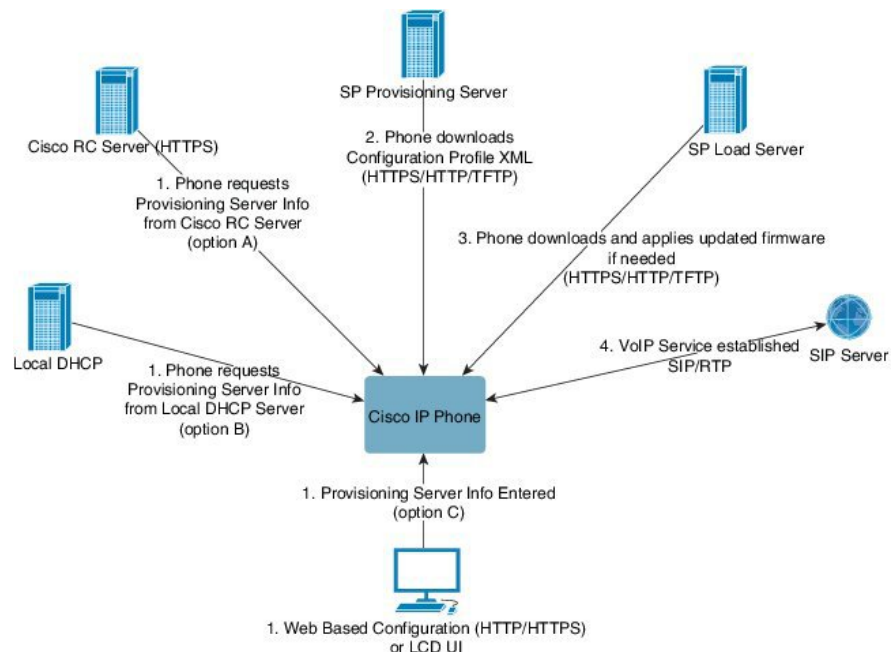 SP Provisioning Server
Cisco RC Server (HTTPS)
SP Load Server
2. Phone downloads
Configuration Profile XML
(HTTPS/HTTP/TFTP)
1. Phone requests
Provisioning Server Info
from Cisco RC Server
(option A)
3. Phone downloads and applies updated firmware
if needed
(HTTPS/HTTP/TFTP)
Local DHCP
1. Phone requests
Provisioning Server Info
from Local DHCP Server
(option B)
4. VoIP Service established
SIP/RTP
SIP Server
Cisco IP Phone
1. Provisioning Server Info Entered
(option C)
1. Web Based Configuration (HTTP/HTTPS)
or LCD UI